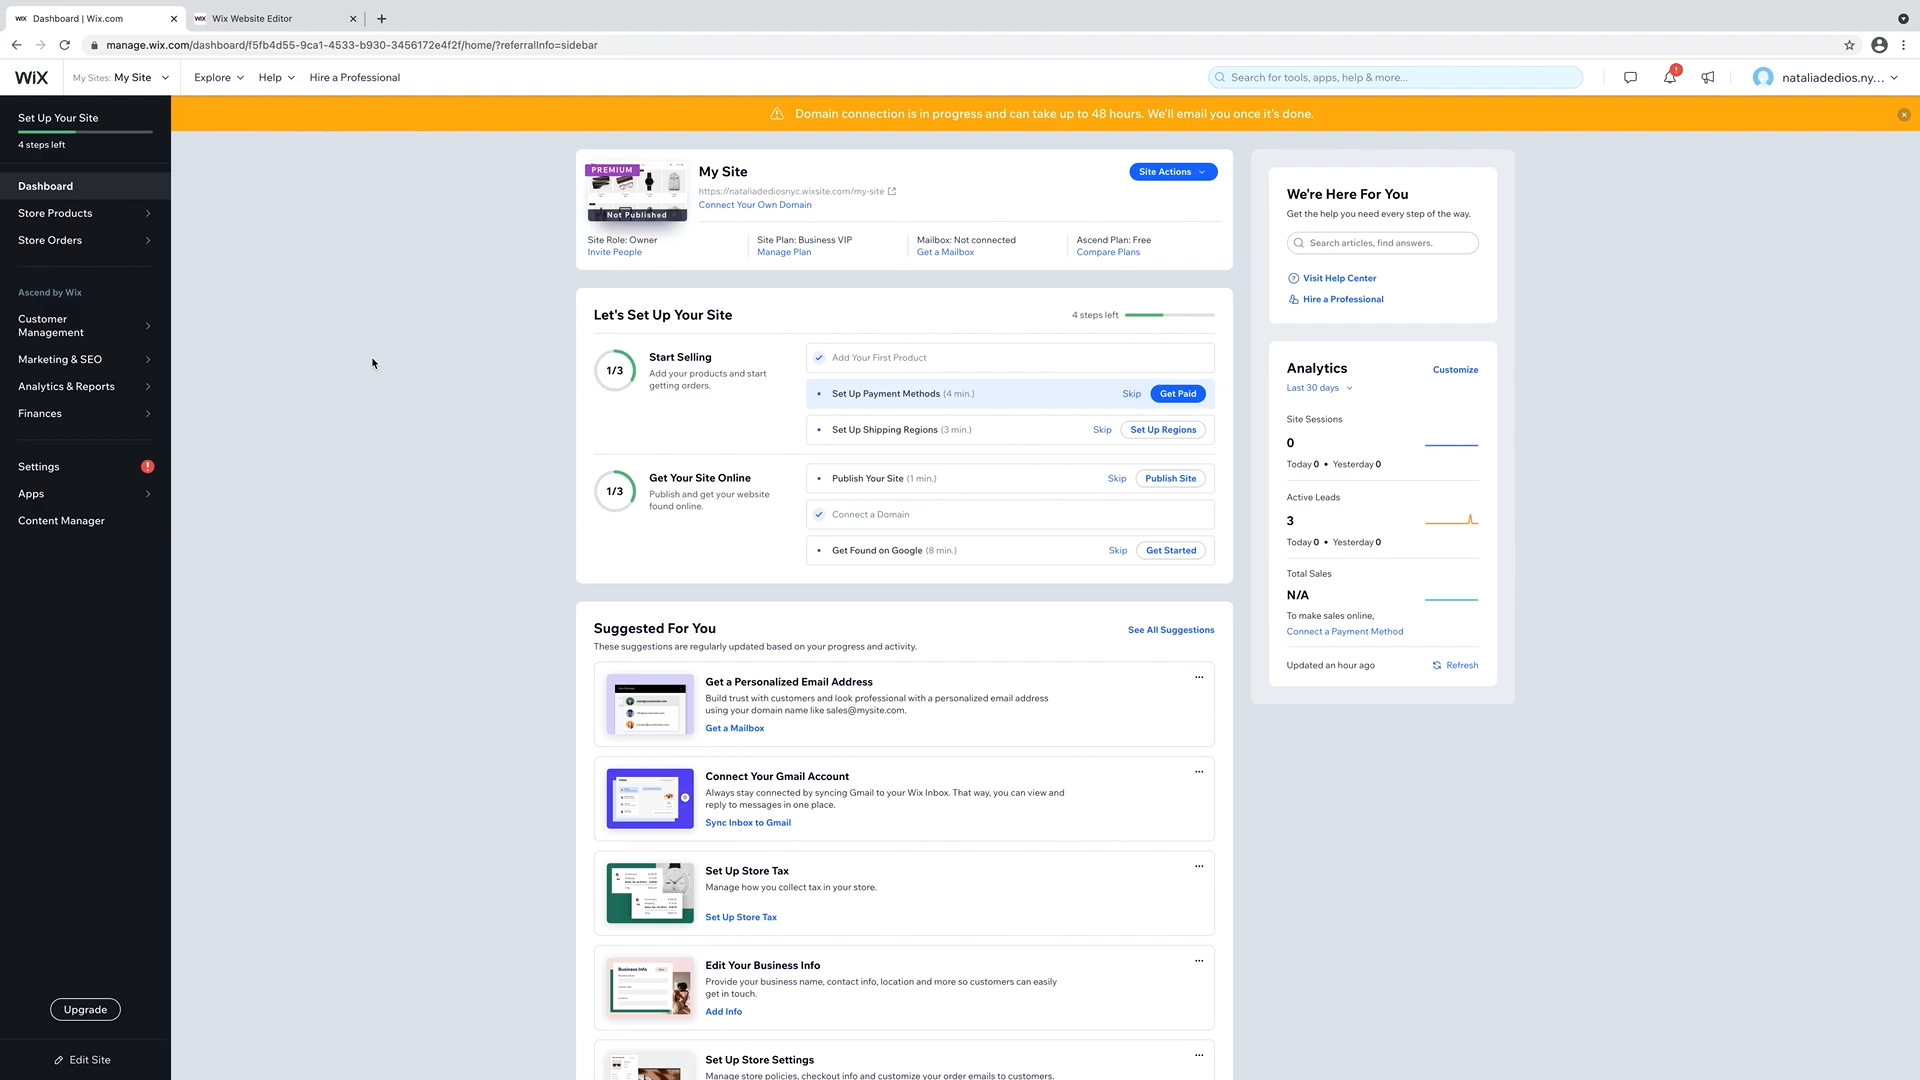 Dashboard | Wix.com
Wix Website Editor
manage.wix.com/dashboard/f5fb4d55-9ca1-4533-b930-3456172e4f2f/home/?referralInfo=sidebar
WiX
My Sites: My Site
Explore
Help
Hire a Professional
Search for tools, apps, help & more...
nataliadedios.ny...
Set Up Your Site
4 steps left
Domain connection is in progress and can take up to 48 hours. We'll email you once it's done.
Dashboard
Store Products
Store Orders
Ascend by Wix
Customer
Management
Marketing & SEO
Analytics & Reports
Finances
Settings
Apps
Content Manager
Upgrade
Edit Site
PREMIUM
Not Published
My Site
Site Actions
https://nataliadediosnyc.wixsite.com/my-site
Connect Your Own Domain
Site Role: Owner
Invite People
Site Plan: Business VIP
Manage Plan
Mailbox: Not connected
Get a Mailbox
Ascend Plan: Free
Compare Plans
Let's Set Up Your Site
4 steps left
1/3
Start Selling
Add your products and start
getting orders.
Add Your First Product
Set Up Payment Methods (4 min.)
Skip
Get Paid
Set Up Shipping Regions (3 min.)
Skip
Set Up Regions
1/3
Get Your Site Online
Publish and get your website
found online.
Publish Your Site (1 min.)
Skip
Publish Site
Connect a Domain
Get Found on Google (8 min.)
Skip
Get Started
Suggested For You
See All Suggestions
These suggestions are regularly updated based on your progress and activity.
Get a Personalized Email Address
Build trust with customers and look professional with a personalized email address
using your domain name like sales@mysite.com.
Get a Mailbox
Connect Your Gmail Account
Always stay connected by syncing Gmail to your Wix Inbox. That way, you can view and
reply to messages in one place.
Sync Inbox to Gmail
Set Up Store Tax
Manage how you collect tax in your store.
Set Up Store Tax
Business Info
Edit Your Business Info
Provide your business name, contact info, location and more so customers can easily
get in touch.
Add Info
Set Up Store Settings
Manage store policies, checkout info and customize your order emails to customers.
We're Here For You
Get the help you need every step of the way.
Search articles, find answers.
Visit Help Center
Hire a Professional
Analytics
Customize
Last 30 days
Site Sessions
0
Today 0 • Yesterday 0
Active Leads
3
Today 0 • Yesterday 0
Total Sales
N/A
To make sales online,
Connect a Payment Method
Updated an hour ago
Refresh